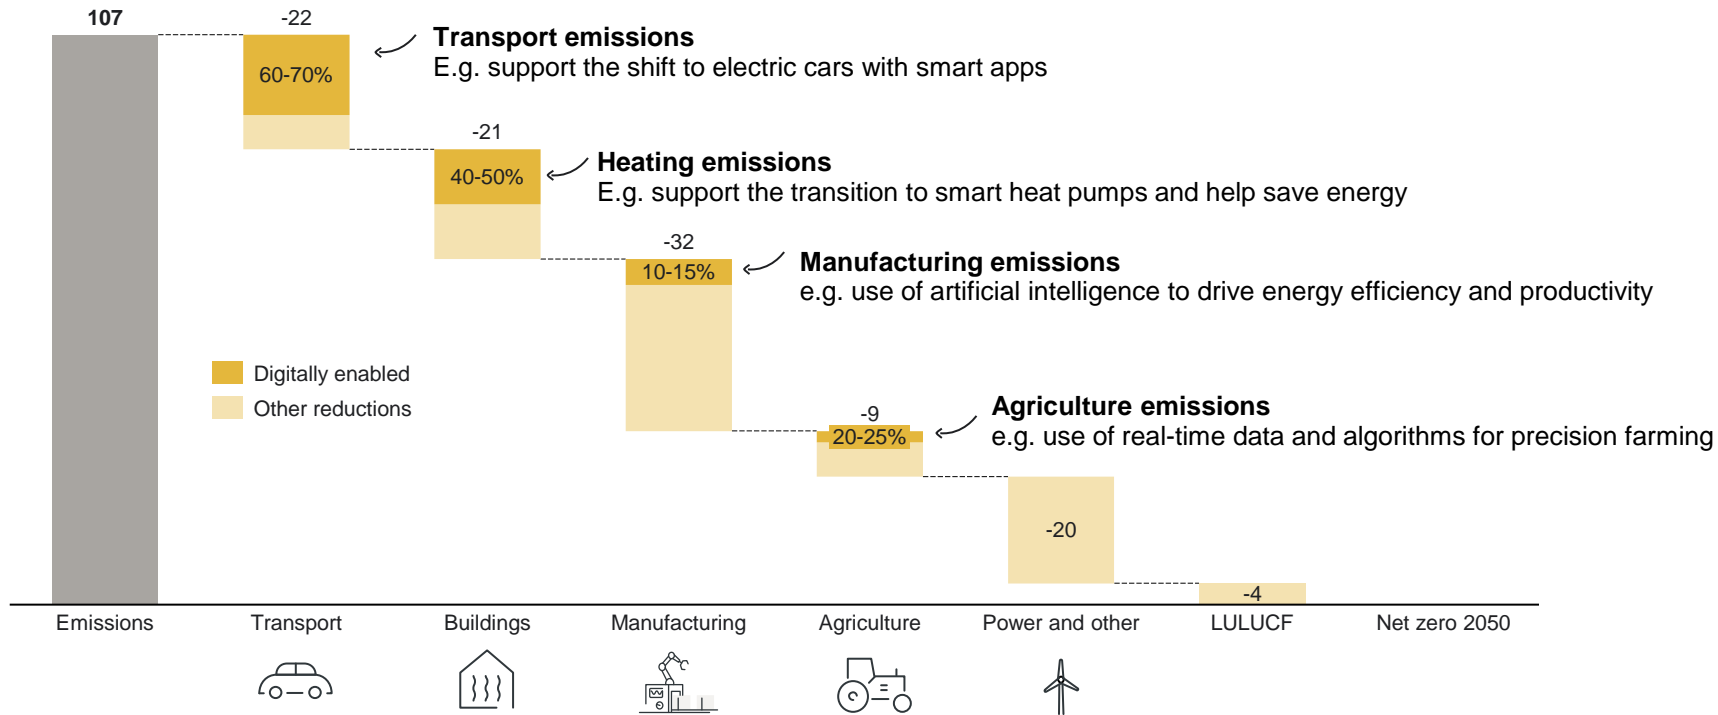 107
-22
60-70%
Transport emissions
E.g. support the shift to electric cars with smart apps
-21
40-50%
Heating emissions
E.g. support the transition to smart heat pumps and help save energy
-32
10-15%
Manufacturing emissions
e.g. use of artificial intelligence to drive energy efficiency and productivity
Digitally enabled
Other reductions
-9
20-25%
Agriculture emissions
e.g. use of real-time data and algorithms for precision farming
-20
-4
Emissions
Transport
Buildings
Manufacturing
Agriculture
Power and other
LULUCF
Net zero 2050